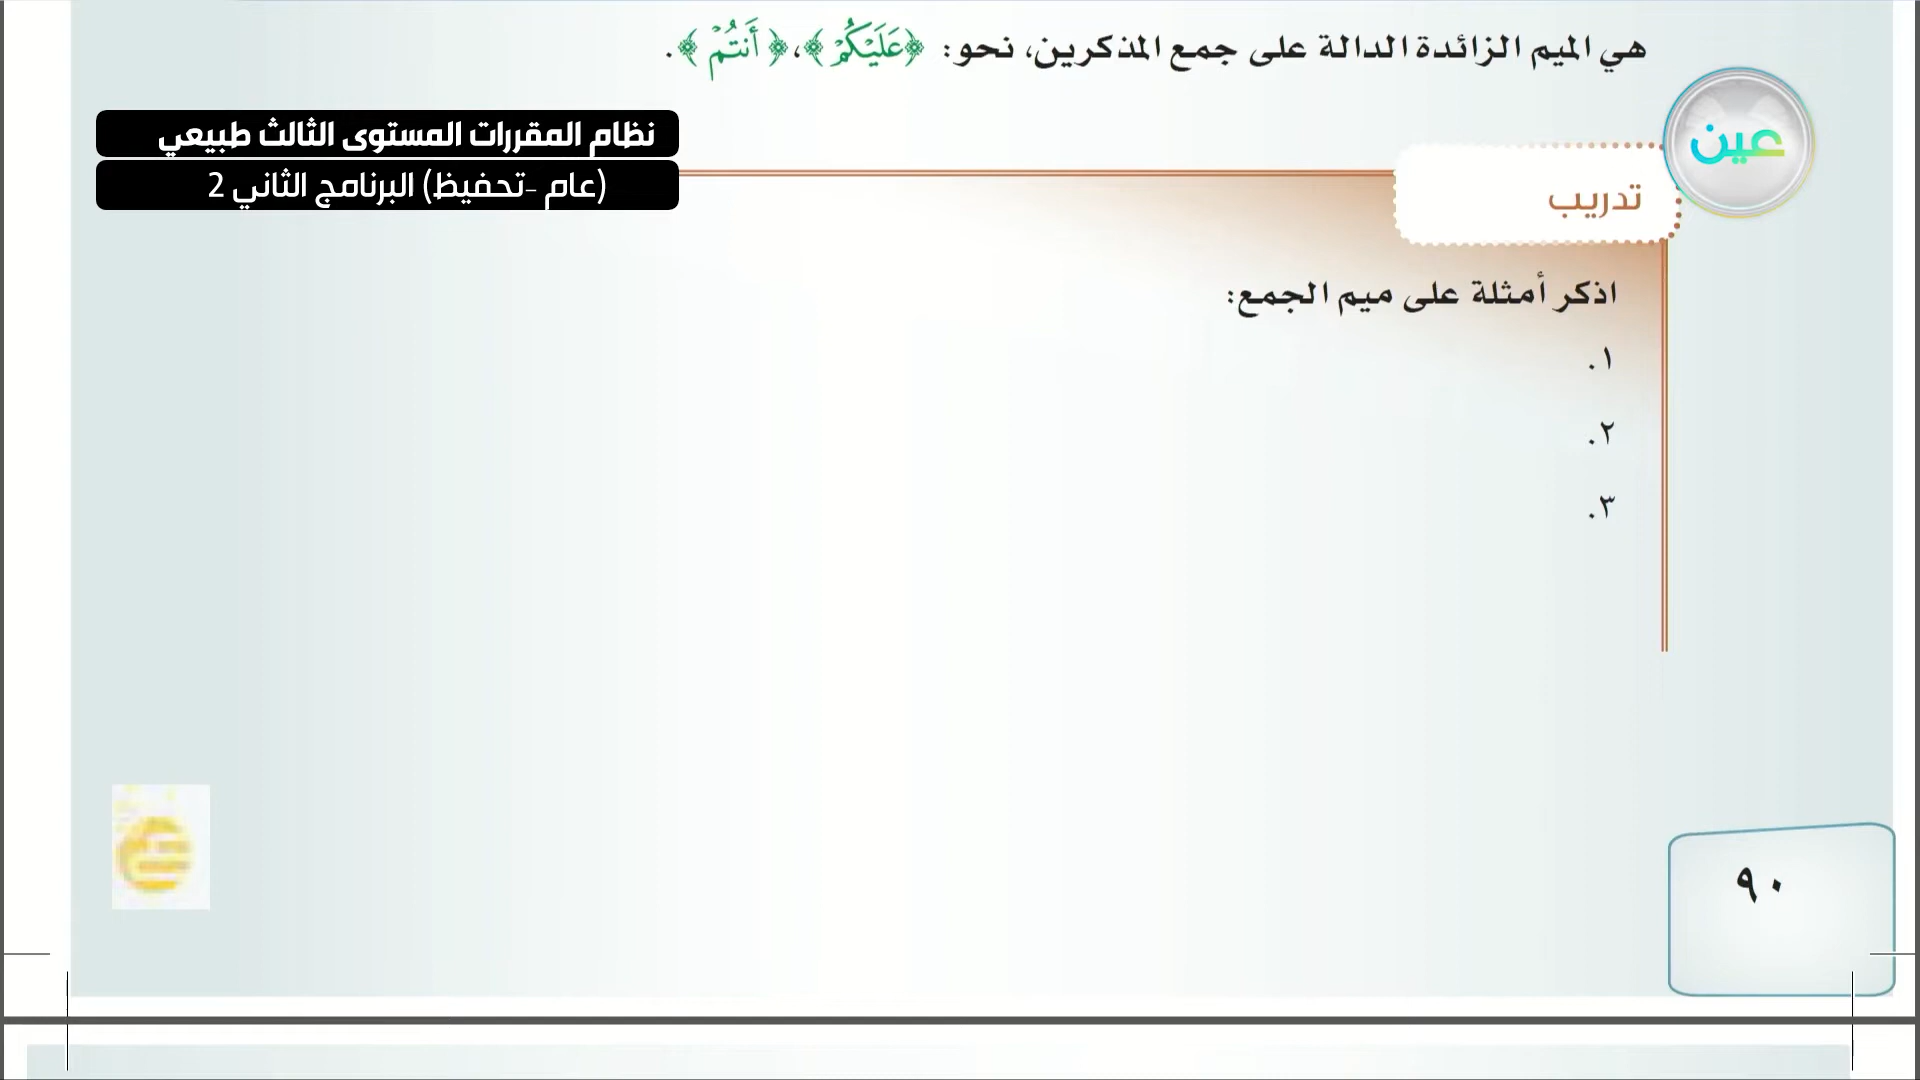 هي الميم الزائدة الدالة على جمع المذكرين، نحو: ﴿عَلَيْكُمْ﴾، ﴿أَنتُمْ﴾.
عين
نظام المقررات المستوى الثالث طبيعي
(عام -تحفيظ) البرنامج الثاني 2
تدريب
اذكر أمثلة على ميم الجمع:
١.
٢.
٣.
٩٠